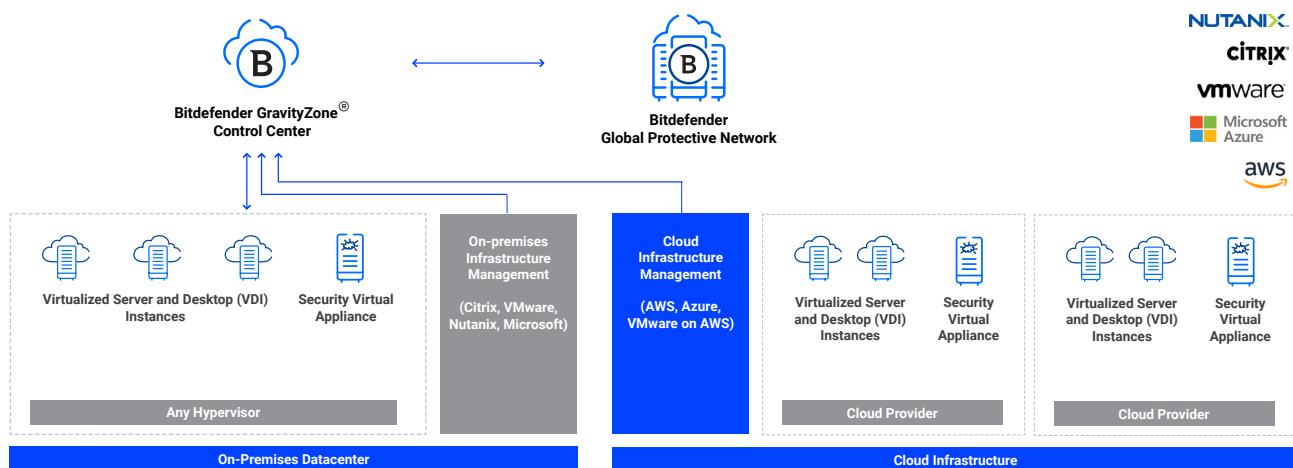 NUTANIX
CITRIX
vmware
Microsoft
Azure
aws
B
B
Bitdefender GravityZone®
Control Center
Bitdefender
Global Protective Network
Virtualized Server and Desktop (VDI)
Instances
Security Virtual
Appliance
Any Hypervisor
On-premises
Infrastructure
Management
(Citrix, VMware,
Nutanix, Microsoft)
On-Premises Datacenter
Cloud
Infrastructure
Management
(AWS, Azure,
VMware on AWS)
Virtualized Server
and Desktop (VDI)
Instances
Security
Virtual
Appliance
Cloud Provider
Virtualized Server
and Desktop (VDI)
Instances
Security
Virtual
Appliance
Cloud Provider
Cloud Infrastructure